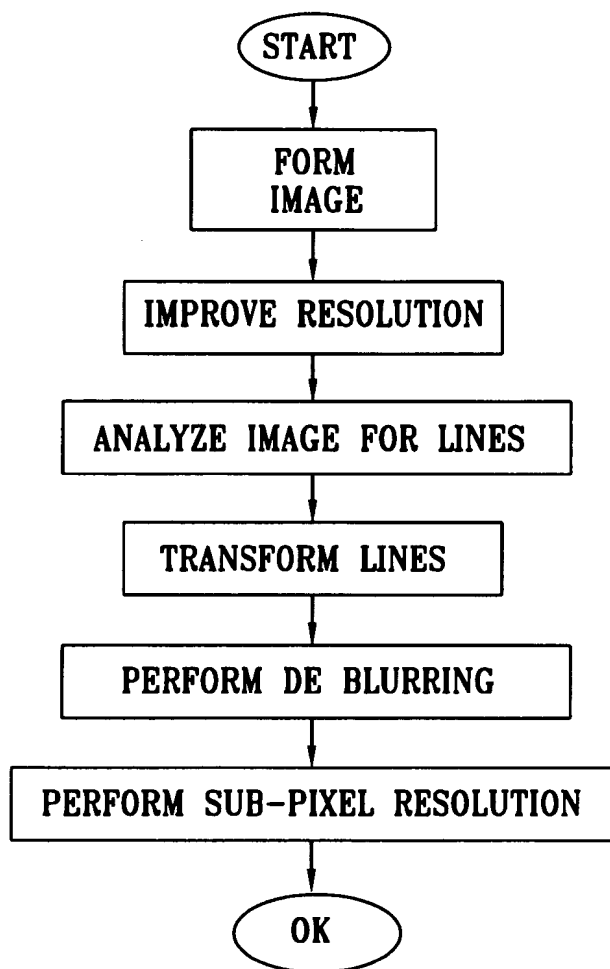 START
FORM
IMAGE
IMPROVE RESOLUTION
ANALYZE IMAGE FOR LINES
TRANSFORM LINES
PERFORM DE BLURRING
PERFORM SUB-PIXEL RESOLUTION
OK